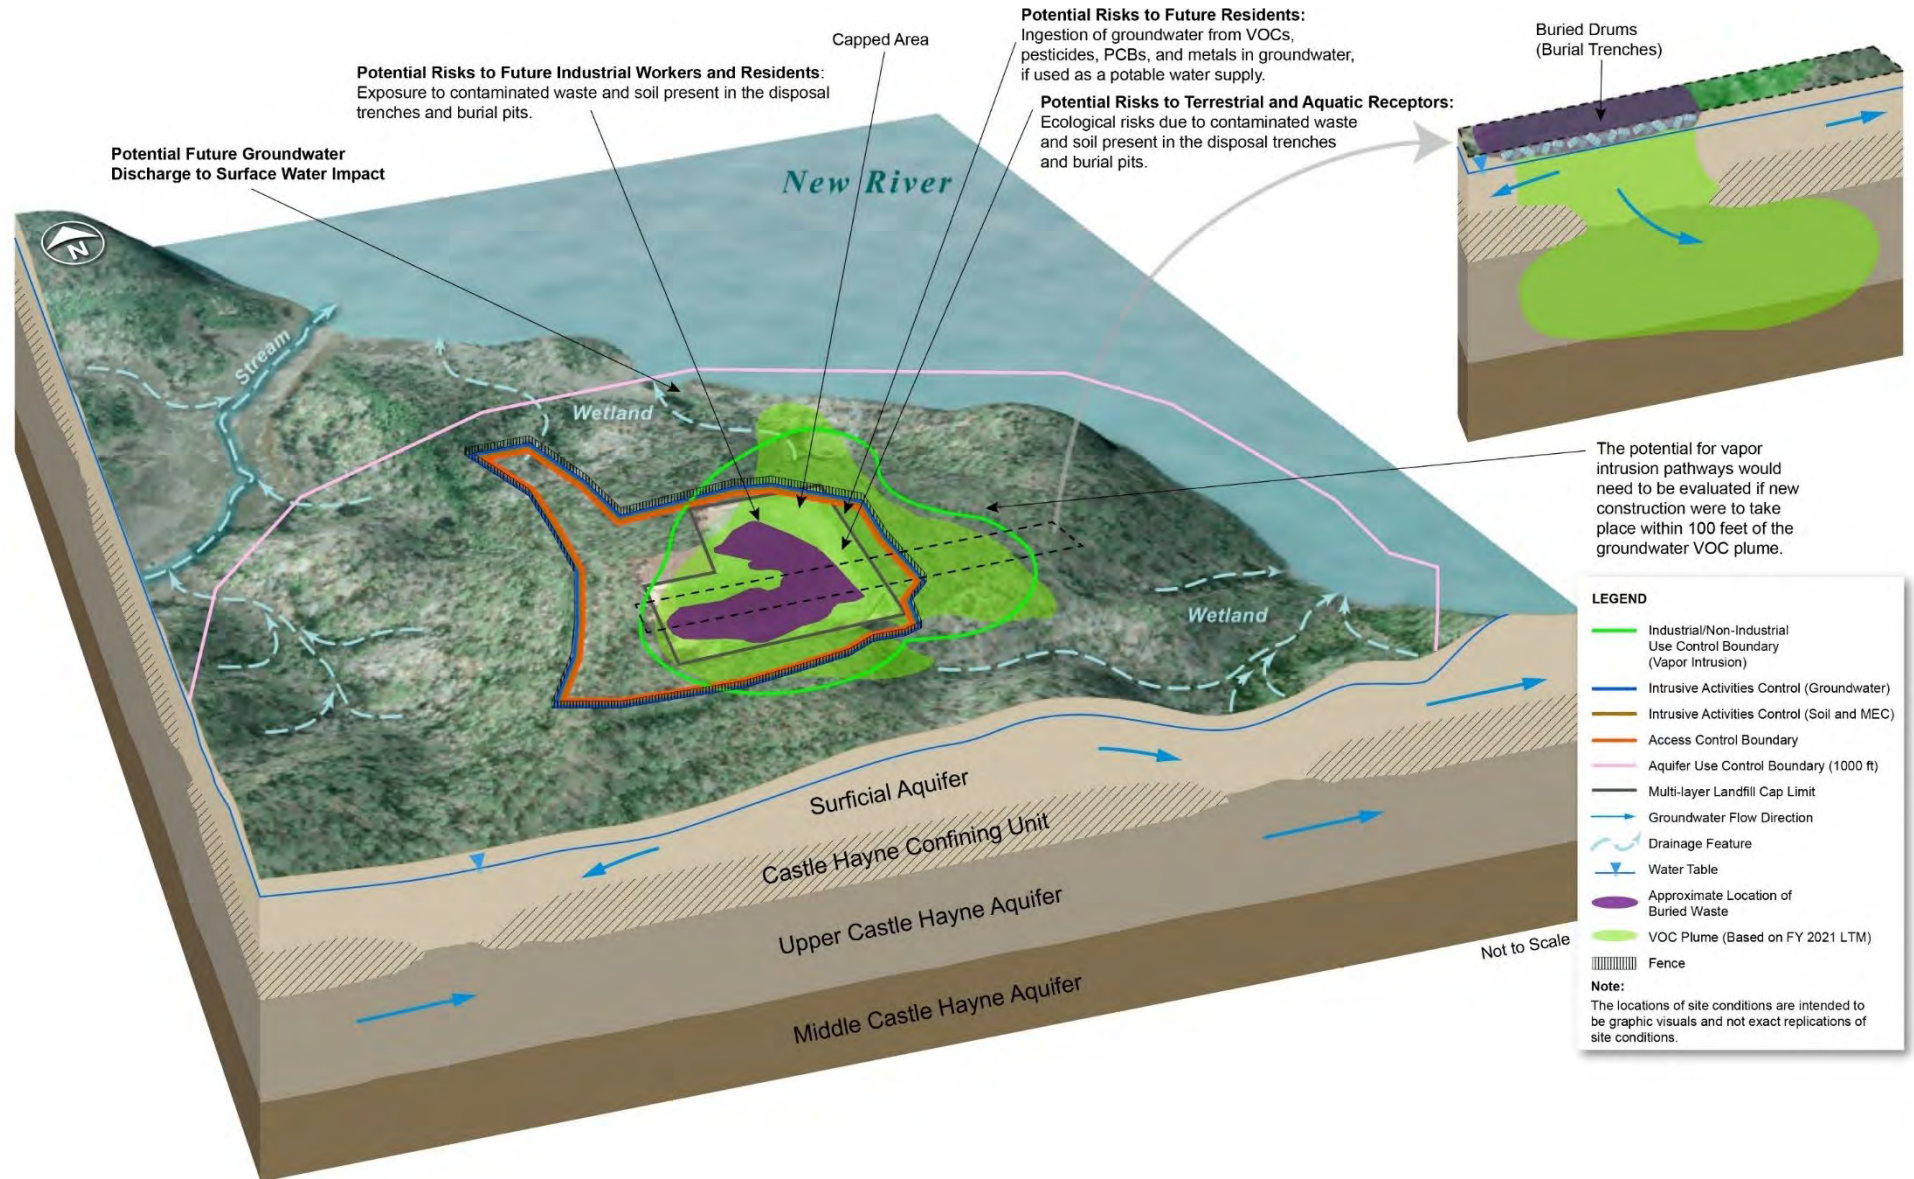 Potential Risks to Future Residents:
Ingestion of groundwater from VOCs,
pesticides, PCBs, and metals in groundwater,
if used as a potable water supply.
Capped Area
Buried Drums
(Burial Trenches)
Potential Risks to Future Industrial Workers and Residents:
Exposure to contaminated waste and soil present in the disposal
trenches and burial pits.
Potential Risks to Terrestrial and Aquatic Receptors:
Ecological risks due to contaminated waste
and soil present in the disposal trenches
and burial pits.
Potential Future Groundwater
Discharge to Surface Water Impact
New River
N
Stream
Wetland
The potential for vapor
intrusion pathways would
need to be evaluated if new
construction were to take
place within 100 feet of the
groundwater VOC plume.
Wetland
Surficial Aquifer
Castle Hayne Confining Unit
Upper Castle Hayne Aquifer
Middle Castle Hayne Aquifer
Not to Scale
LEGEND
Industrial/Non-Industrial
Use Control Boundary
(Vapor Intrusion)
Intrusive Activities Control (Groundwater)
Intrusive Activities Control (Soil and MEC)
Access Control Boundary
Aquifer Use Control Boundary (1000 ft)
Multi-layer Landfill Cap Limit
Groundwater Flow Direction
Drainage Feature
Water Table
Approximate Location of
Buried Waste
VOC Plume (Based on FY 2021 LTM)
Fence
Note:
The locations of site conditions are intended to
be graphic visuals and not exact replications of
site conditions.